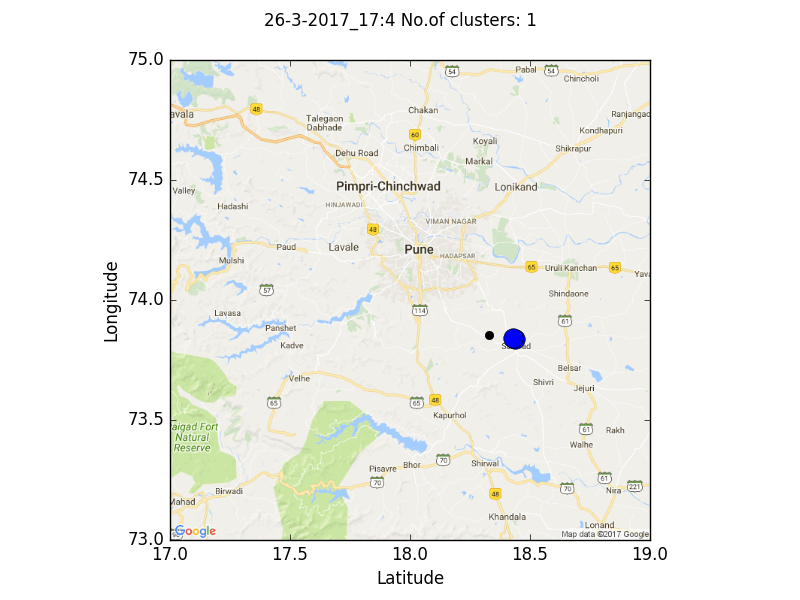 26-3-2017_17:4 No.of clusters: 1
75.0
74.5
74.0
73.5
73.0
17.0
17.5
18.0
18.5
19.0
Longitude
Latitude
54
Pabal
54
Chincholi
avala
48
Chakan
Talegaon
Dabhade
Ranjangao
60
Kondhapuri
Chimbali
Koyali
Shikrapur
Dehu Road
Markal
Pimpri-Chinchwad
Lonikand
Valley
HINJAWADI
Hadashi
VIMAN NAGAR
48
Paud
Lavale
Pune
HADAPSAR
Mulshi
65
Uruli Kanchan
65
Yava
57
Shindaone
114
Lavasa
61
Panshet
Kadve
Belsar
Velhe
Shivri
Jejuri
65
65
48
Kapurhol
aigad Fort
Natural
Reserve
61
Rakh
Walhe
Pisavre
Bhor
70
Shirwal
70
61
Birwadi
48
70
221
Nira
Mahad
Khandala
Lonand
Google
Map data ©2017 Google